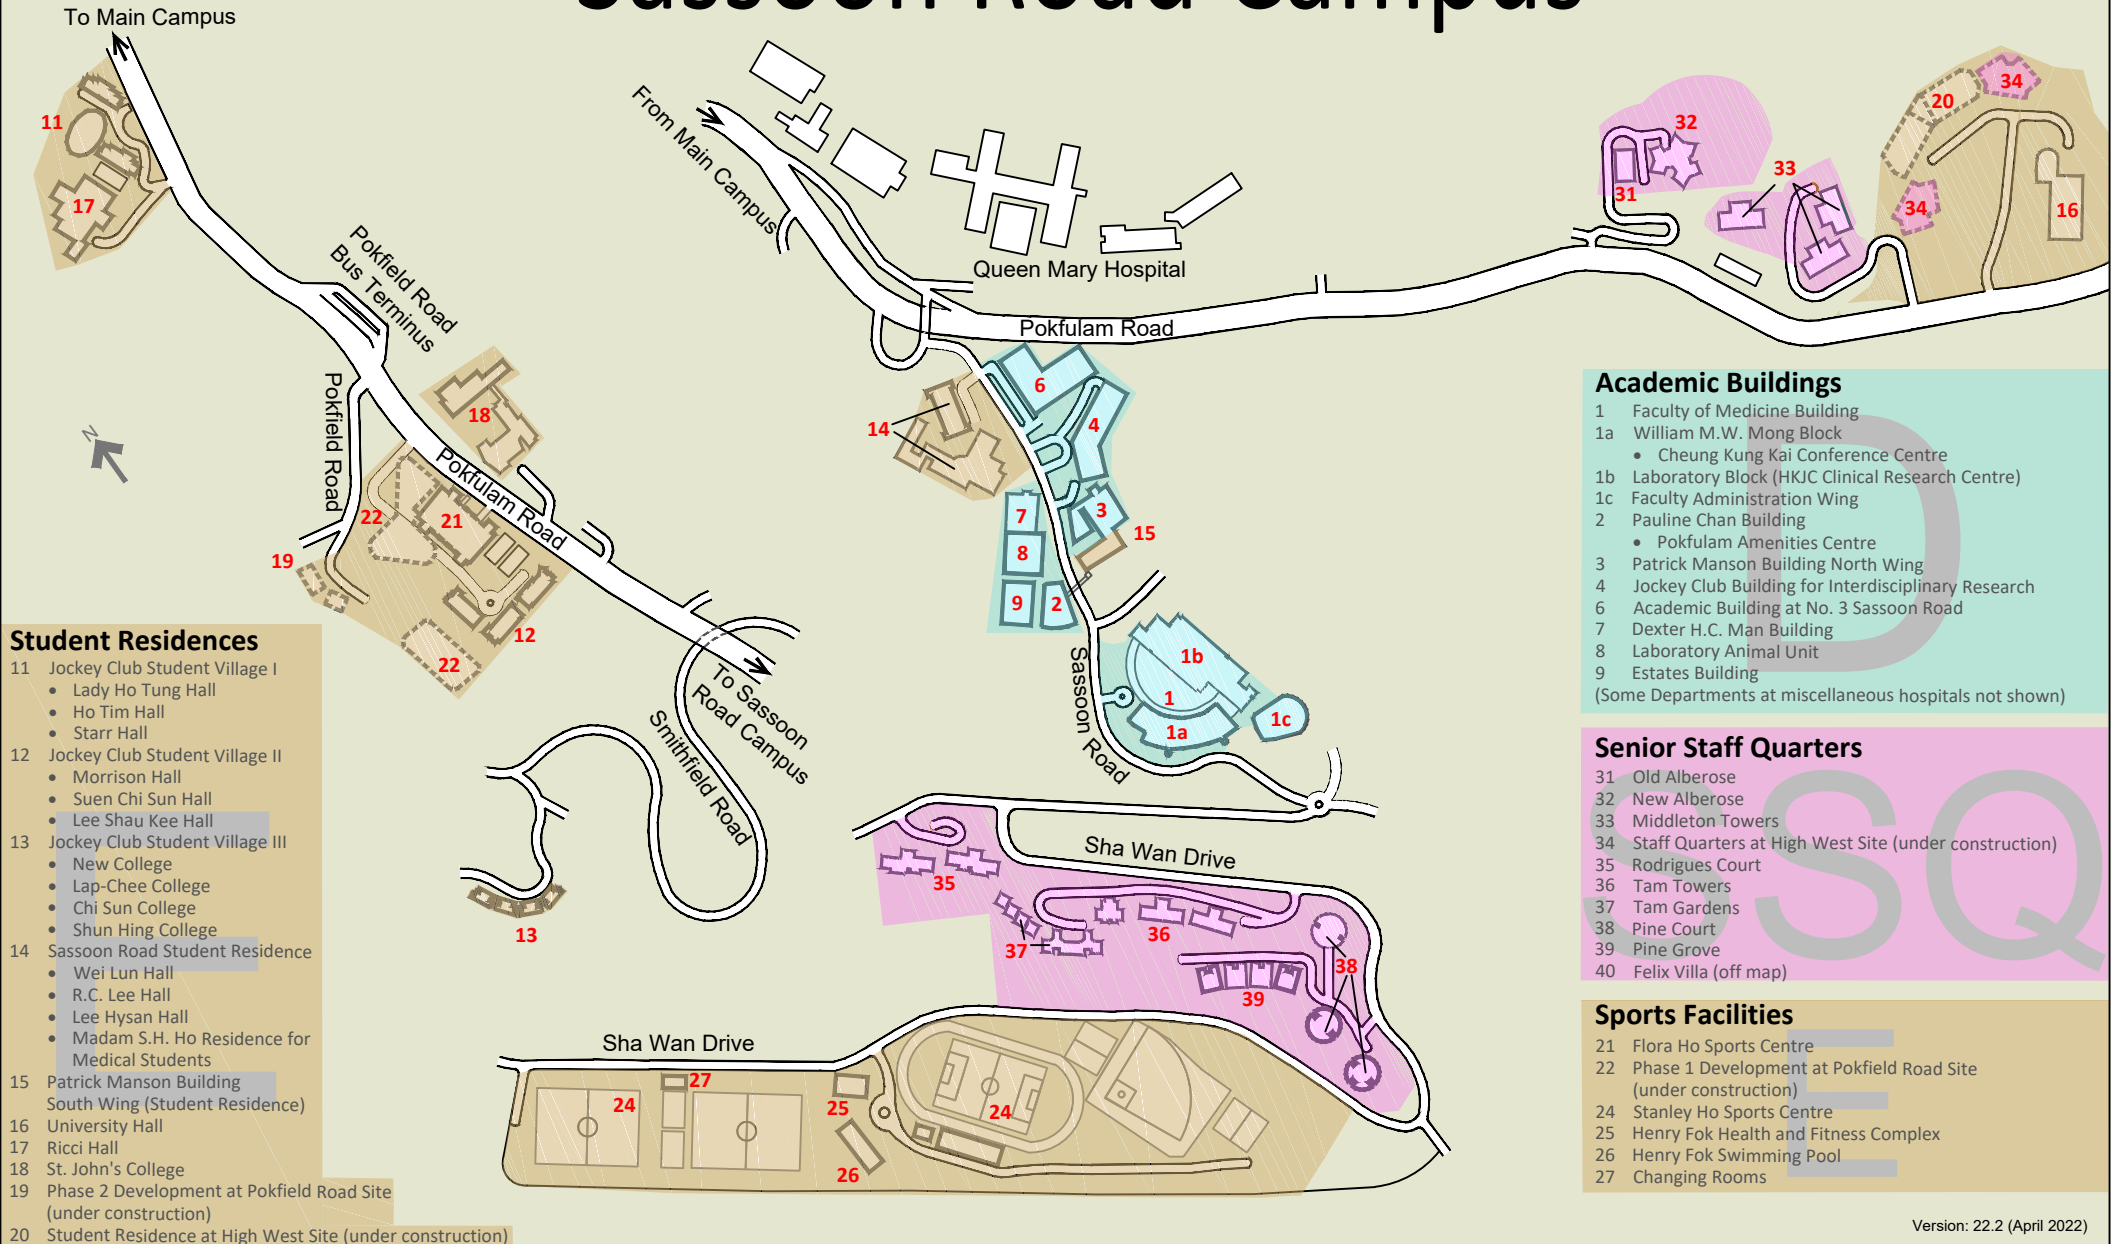 Sassoon Road Campus
To Main Campus
From Main Campus
11
17
32
31
33
20
34
34
16
Pokfield Road
Bus Terminus
Queen Mary Hospital
Pokfulam Road
Pokfield Road
18
Pokfulam Road
N
22
21
19
12
22
14
6
4
3
15
7
8
9
2
1b
1
1a
1c
Sassoon Road
To Sassoon
Road Campus
Smithfield Road
13
Sha Wan Drive
35
37
36
38
39
Sha Wan Drive
24
27
25
26
24
Student Residences
11 Jockey Club Student Village I
• Lady Ho Tung Hall
• Ho Tim Hall
• Starr Hall
12 Jockey Club Student Village II
• Morrison Hall
• Suen Chi Sun Hall
• Lee Shau Kee Hall
13 Jockey Club Student Village III
• New College
• Lap-Chee College
• Chi Sun College
• Shun Hing College
14 Sassoon Road Student Residence
• Wei Lun Hall
• R.C. Lee Hall
• Lee Hysan Hall
• Madam S.H. Ho Residence for
Medical Students
15 Patrick Manson Building
South Wing (Student Residence)
16 University Hall
17 Ricci Hall
18 St. John's College
19 Phase 2 Development at Pokfield Road Site
(under construction)
20 Student Residence at High West Site (under construction)
F
Academic Buildings
1 Faculty of Medicine Building
1a William M.W. Mong Block
• Cheung Kung Kai Conference Centre
1b Laboratory Block (HKJC Clinical Research Centre)
1c Faculty Administration Wing
2 Pauline Chan Building
• Pokfulam Amenities Centre
3 Patrick Manson Building North Wing
4 Jockey Club Building for Interdisciplinary Research
6 Academic Building at No. 3 Sassoon Road
7 Dexter H.C. Man Building
8 Laboratory Animal Unit
9 Estates Building
(Some Departments at miscellaneous hospitals not shown)
D
Senior Staff Quarters
31 Old Alberose
32 New Alberose
33 Middleton Towers
34 Staff Quarters at High West Site (under construction)
35 Rodrigues Court
36 Tam Towers
37 Tam Gardens
38 Pine Court
39 Pine Grove
40 Felix Villa (off map)
SSQ
Sports Facilities
21 Flora Ho Sports Centre
22 Phase 1 Development at Pokfield Road Site
(under construction)
24 Stanley Ho Sports Centre
25 Henry Fok Health and Fitness Complex
26 Henry Fok Swimming Pool
27 Changing Rooms
E
Version: 22.2 (April 2022)